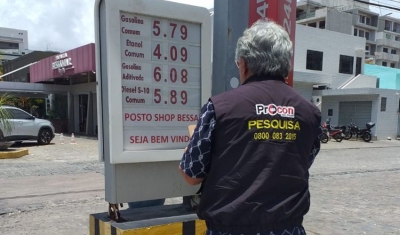 Gasolina
Comum 5.79
Etanol
Comum 4.09
Gasolina
Aditivada 6.08
Diesel S-10
Comum 5.89
POSTO SHOP BESSA
SEJA BEM VIND
Procon
PESQUISA
0800 083 2015